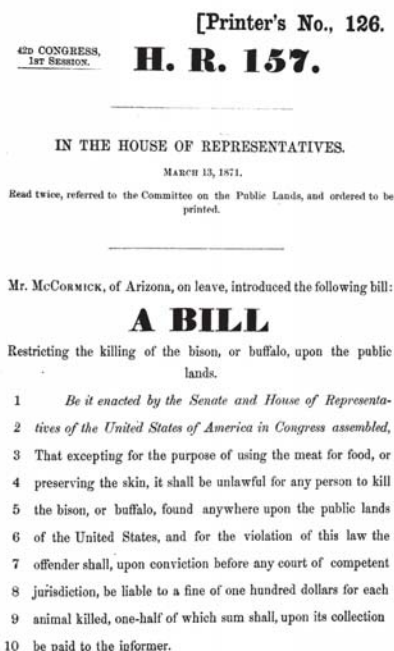 [Printer's No., 126.
42D CONGRESS,
1ST SESSION.
H. R. 157.
IN THE HOUSE OF REPRESENTATIVES.
MARCH 13, 1871.
Read twice, referred to the Committee on the Public Lands, and ordered to be
printed.
Mr. MCCORMICK, of Arizona, on leave, introduced the following bill:
A BILL
Restricting the killing of the bison, or buffalo, upon the public
lands.
1 Be it enacted by the Senate and House of Representa-
2 tives of the United States of America in Congress assembled,
3 That excepting for the purpose of using the meat for food, or
4 preserving the skin, it shall be unlawful for any person to kill
5 the bison, or buffalo, found anywhere upon the public lands
6 of the United States, and for the violation of this law the
7 offender shall, upon conviction before any court of competent
8 jurisdiction, be liable to a fine of one hundred dollars for each
9 animal killed, one-half of which sum shall, upon its collection
10 be paid to the informer.